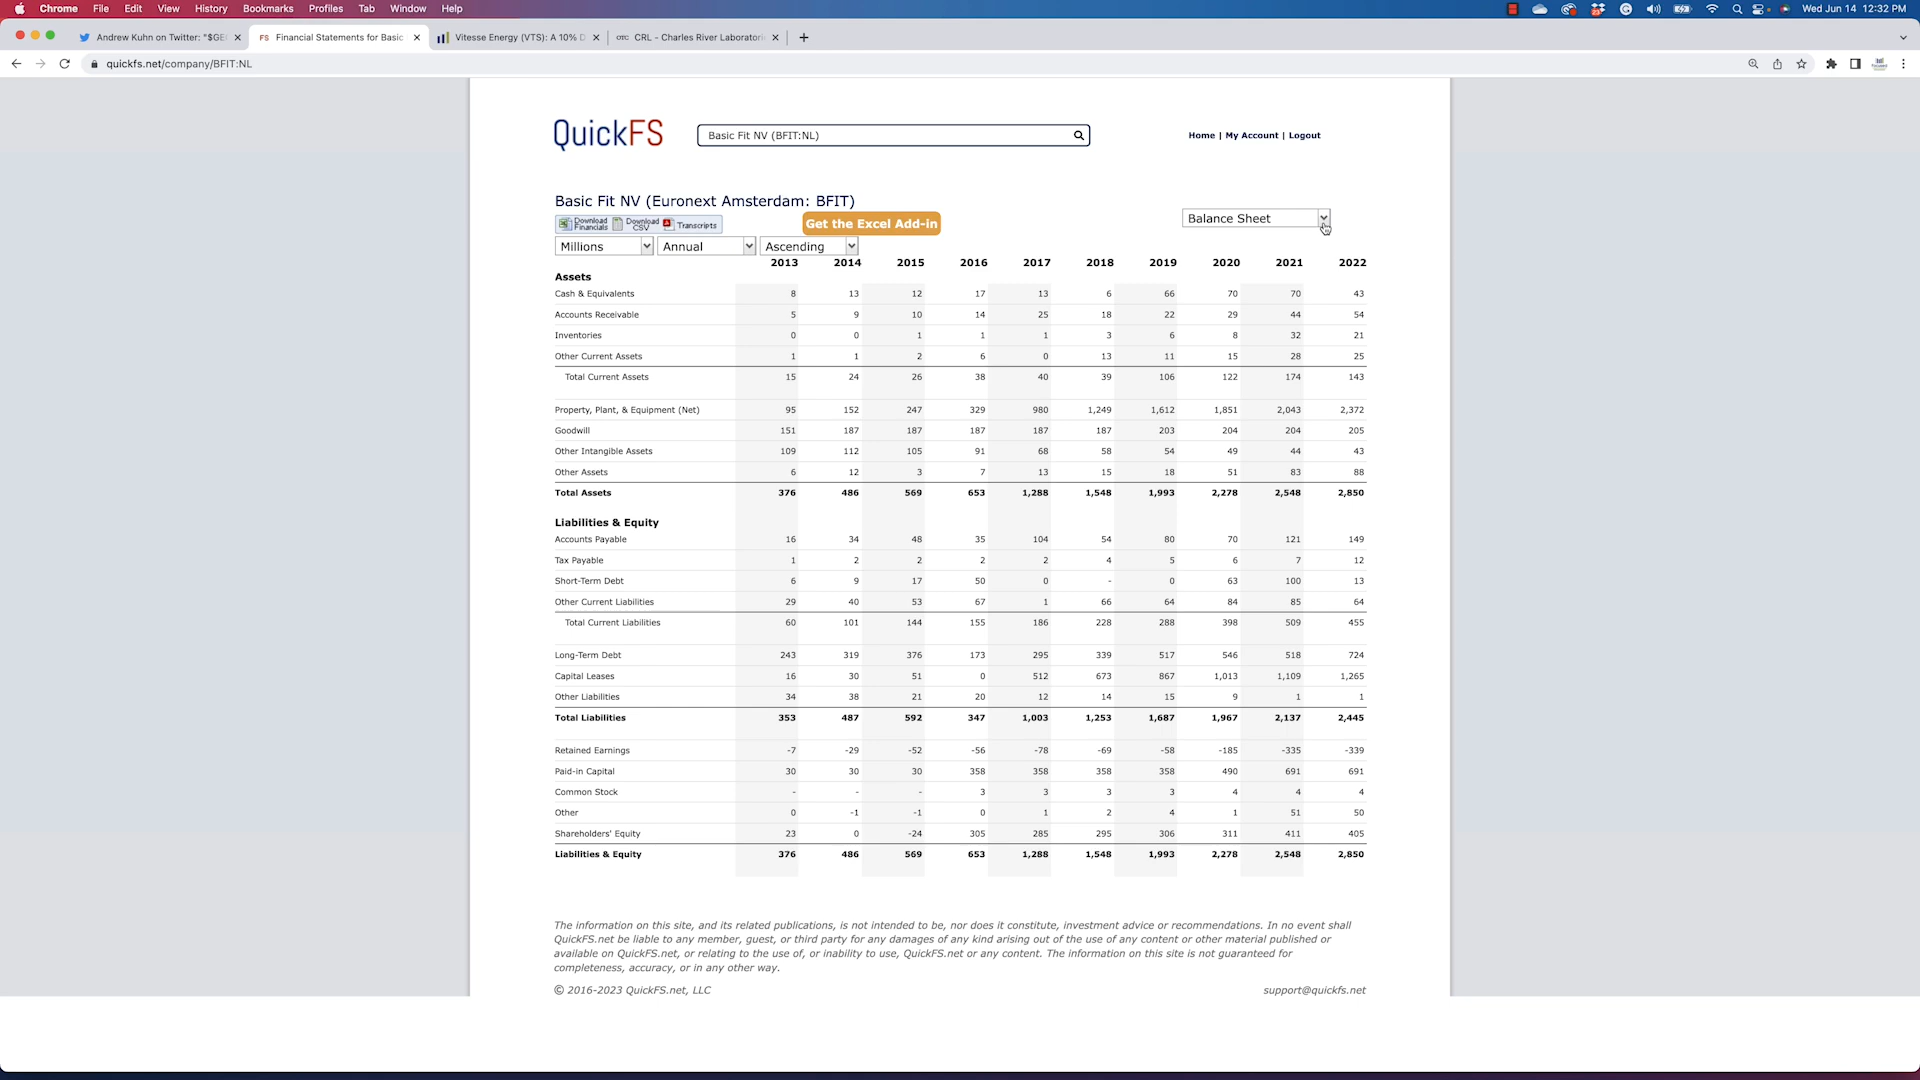 Chrome File Edit View History Bookmarks Profiles Tab Window Help Wed Jun 14 12:32 PM
Andrew Kuhn on Twitter: "$GE Financial Statements for Basic Vitesse Energy (VTS): A 10% D CRL - Charles River Laboratori
quickfs.net/company/BFIT:NL
QuickFS Basic Fit NV (BFIT:NL) Home | My Account | Logout
Basic Fit NV (Euronext Amsterdam: BFIT)
Download Financials Download CSV Transcripts Get the Excel Add-in Balance Sheet
Millions Annual Ascending
2013 2014 2015 2016 2017 2018 2019 2020 2021 2022
Assets
Cash & Equivalents 8 13 12 17 13 6 66 70 70 43
Accounts Receivable 5 9 10 14 25 18 22 29 44 54
Inventories 0 0 1 1 1 3 6 8 32 21
Other Current Assets 1 1 2 6 0 13 11 15 28 25
Total Current Assets 15 24 26 38 40 39 106 122 174 143
Property, Plant, & Equipment (Net) 95 152 247 329 980 1,249 1,612 1,851 2,043 2,372
Goodwill 151 187 187 187 187 187 203 204 204 205
Other Intangible Assets 109 112 105 91 68 58 54 49 44 43
Other Assets 6 12 3 7 13 15 18 51 83 88
Total Assets 376 486 569 653 1,288 1,548 1,993 2,278 2,548 2,850
Liabilities & Equity
Accounts Payable 16 34 48 35 104 54 80 70 121 149
Tax Payable 1 2 2 2 2 4 5 6 7 12
Short-Term Debt 6 9 17 50 0 - 0 63 100 13
Other Current Liabilities 29 40 53 67 1 66 64 84 85 64
Total Current Liabilities 60 101 144 155 186 228 288 398 509 455
Long-Term Debt 243 319 376 173 295 339 517 546 518 724
Capital Leases 16 30 51 0 512 673 867 1,013 1,109 1,265
Other Liabilities 34 38 21 20 12 14 15 9 1 1
Total Liabilities 353 487 592 347 1,003 1,253 1,687 1,967 2,137 2,445
Retained Earnings -7 -29 -52 -56 -78 -69 -58 -185 -335 -339
Paid-in Capital 30 30 30 358 358 358 358 490 691 691
Common Stock - - - 3 3 3 3 4 4 4
Other 0 -1 -1 0 1 2 4 1 51 50
Shareholders' Equity 23 0 -24 305 285 295 306 311 411 405
Liabilities & Equity 376 486 569 653 1,288 1,548 1,993 2,278 2,548 2,850
The information on this site, and its related publications, is not intended to be, nor does it constitute, investment advice or recommendations. In no event shall
QuickFS.net be liable to any member, guest, or third party for any damages of any kind arising out of the use of any content or other material published or
available on QuickFS.net, or relating to the use of, or inability to use, QuickFS.net or any content. The information on this site is not guaranteed for
completeness, accuracy, or in any other way.
© 2016-2023 QuickFS.net, LLC support@quickfs.net